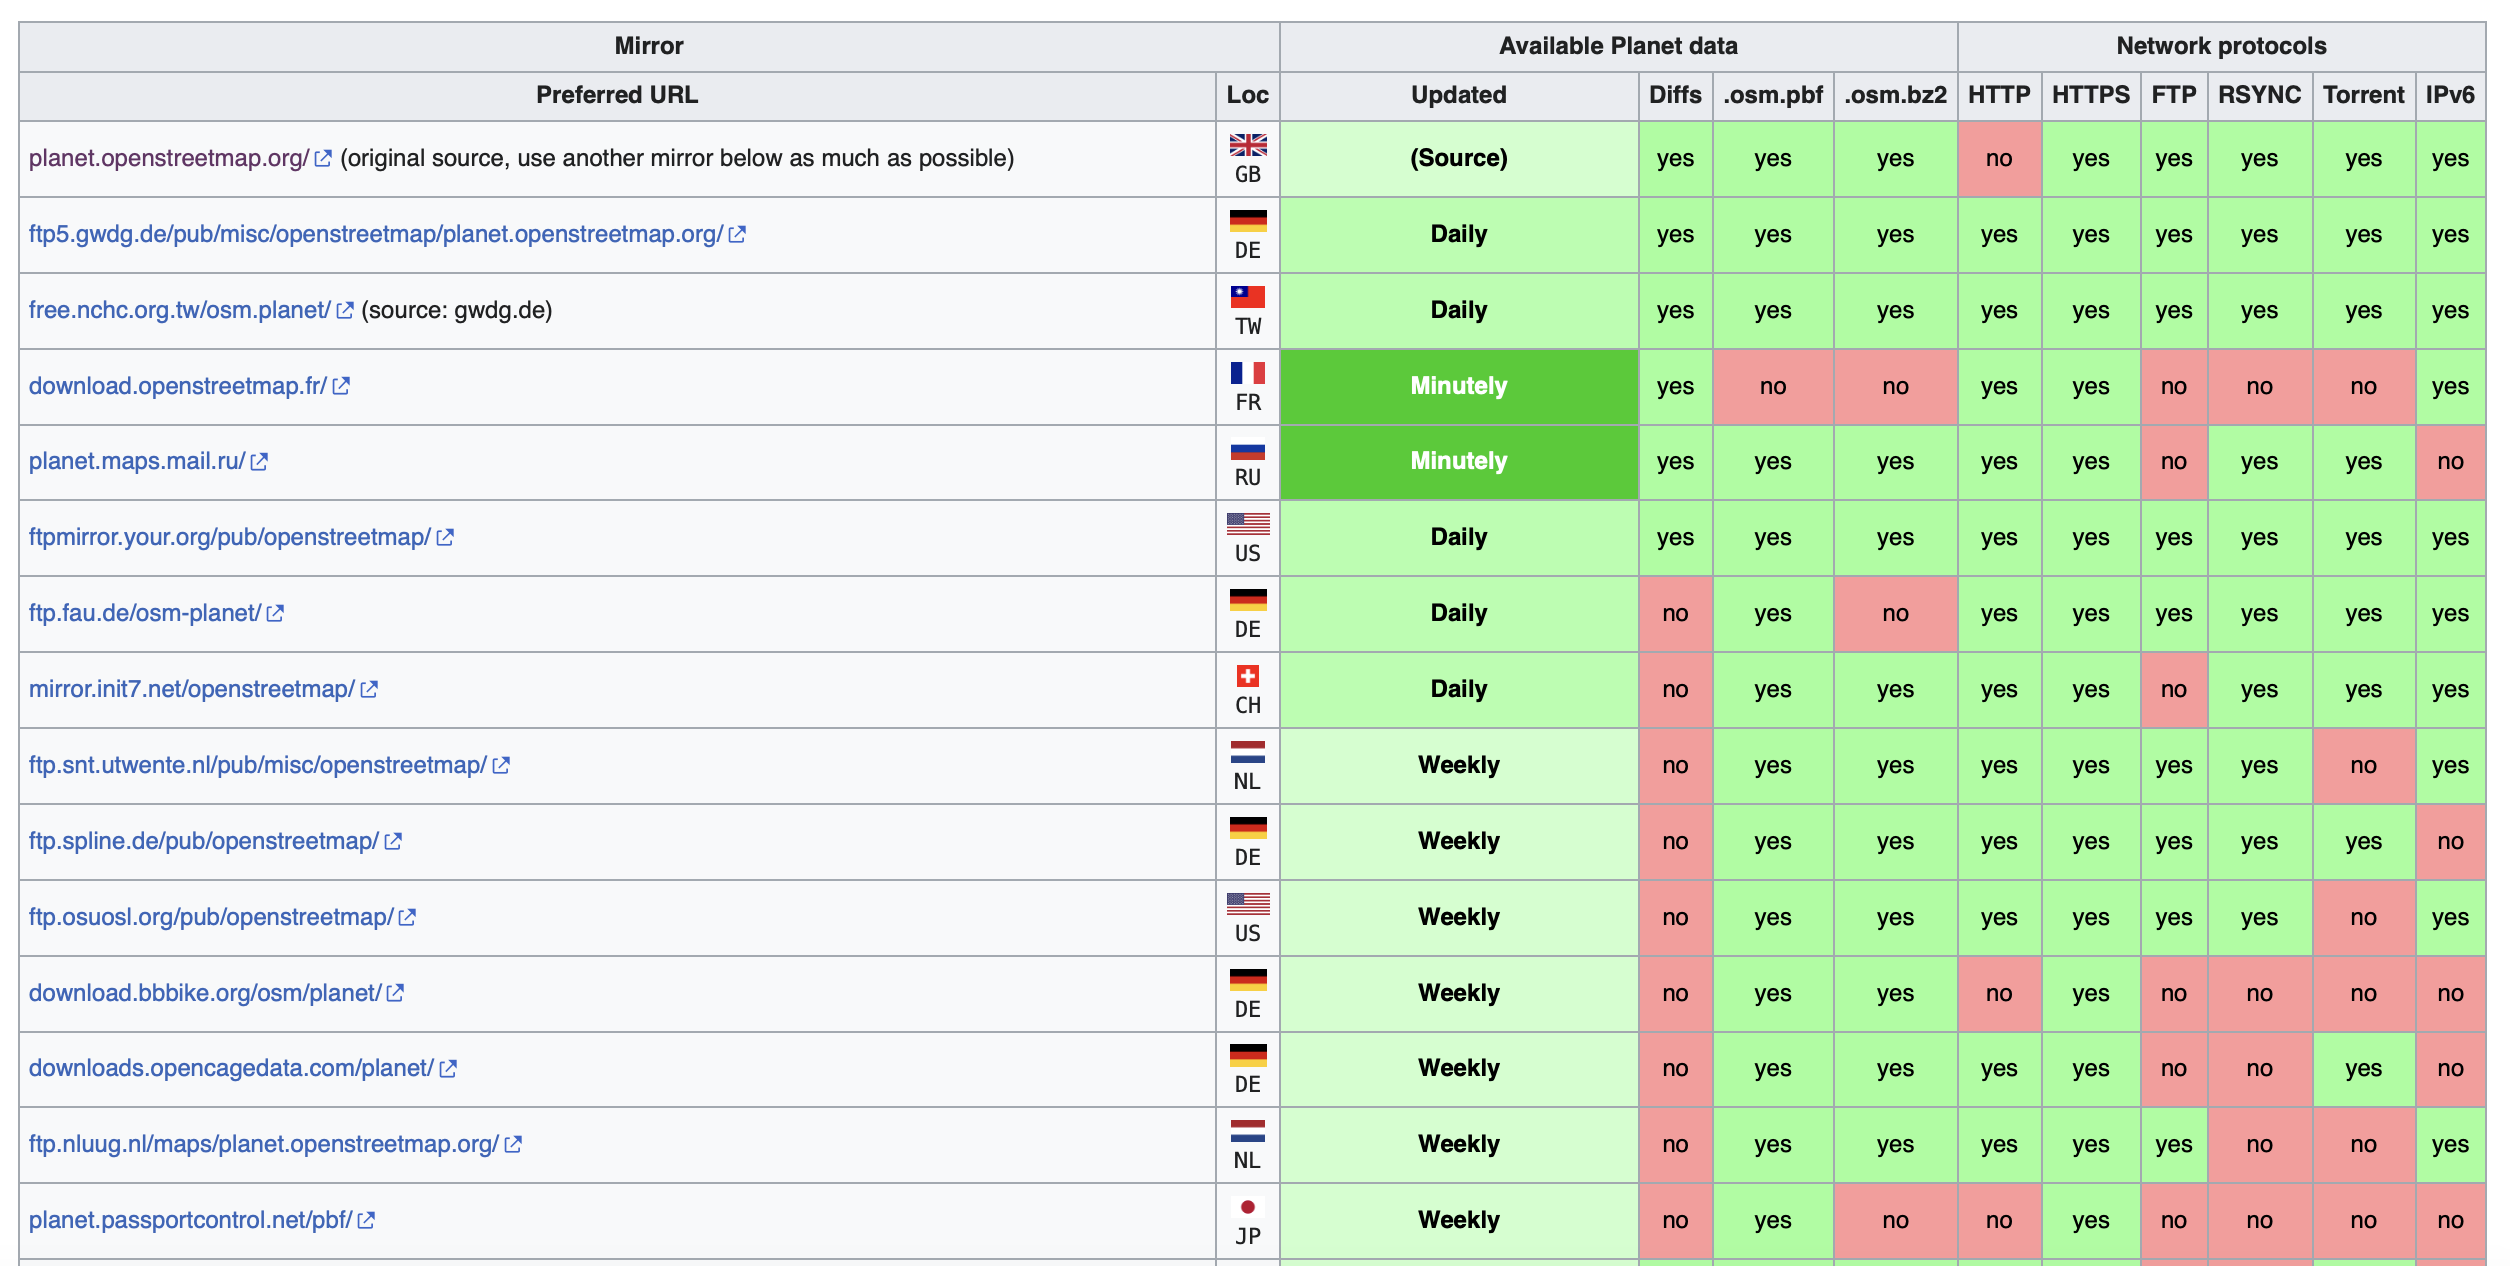 Mirror Available Planet data Network protocols
Preferred URL Loc Updated Diffs .osm.pbf .osm.bz2 HTTP HTTPS FTP RSYNC Torrent IPv6
planet.openstreetmap.org/ (original source, use another mirror below as much as possible) GB (Source) yes yes yes no yes yes yes yes yes
ftp5.gwdg.de/pub/misc/openstreetmap/planet.openstreetmap.org/ DE Daily yes yes yes yes yes yes yes yes yes
free.nchc.org.tw/osm.planet/ (source: gwdg.de) TW Daily yes yes yes yes yes yes yes yes yes
download.openstreetmap.fr/ FR Minutely yes no no yes yes no no no yes
planet.maps.mail.ru/ RU Minutely yes yes yes yes yes no yes yes no
ftpmirror.your.org/pub/openstreetmap/ US Daily yes yes yes yes yes yes yes yes yes
ftp.fau.de/osm-planet/ DE Daily no yes no yes yes yes yes yes yes
mirror.init7.net/openstreetmap/ CH Daily no yes yes yes yes no yes yes yes
ftp.snt.utwente.nl/pub/misc/openstreetmap/ NL Weekly no yes yes yes yes yes yes no yes
ftp.spline.de/pub/openstreetmap/ DE Weekly no yes yes yes yes yes yes yes no
ftp.osuosl.org/pub/openstreetmap/ US Weekly no yes yes yes yes yes yes no yes
download.bbbike.org/osm/planet/ DE Weekly no yes yes no yes no no no no
downloads.opencagedata.com/planet/ DE Weekly no yes yes yes yes no no yes no
ftp.nluug.nl/maps/planet.openstreetmap.org/ NL Weekly no yes yes yes yes yes no no yes
planet.passportcontrol.net/pbf/ JP Weekly no yes no no yes no no no no